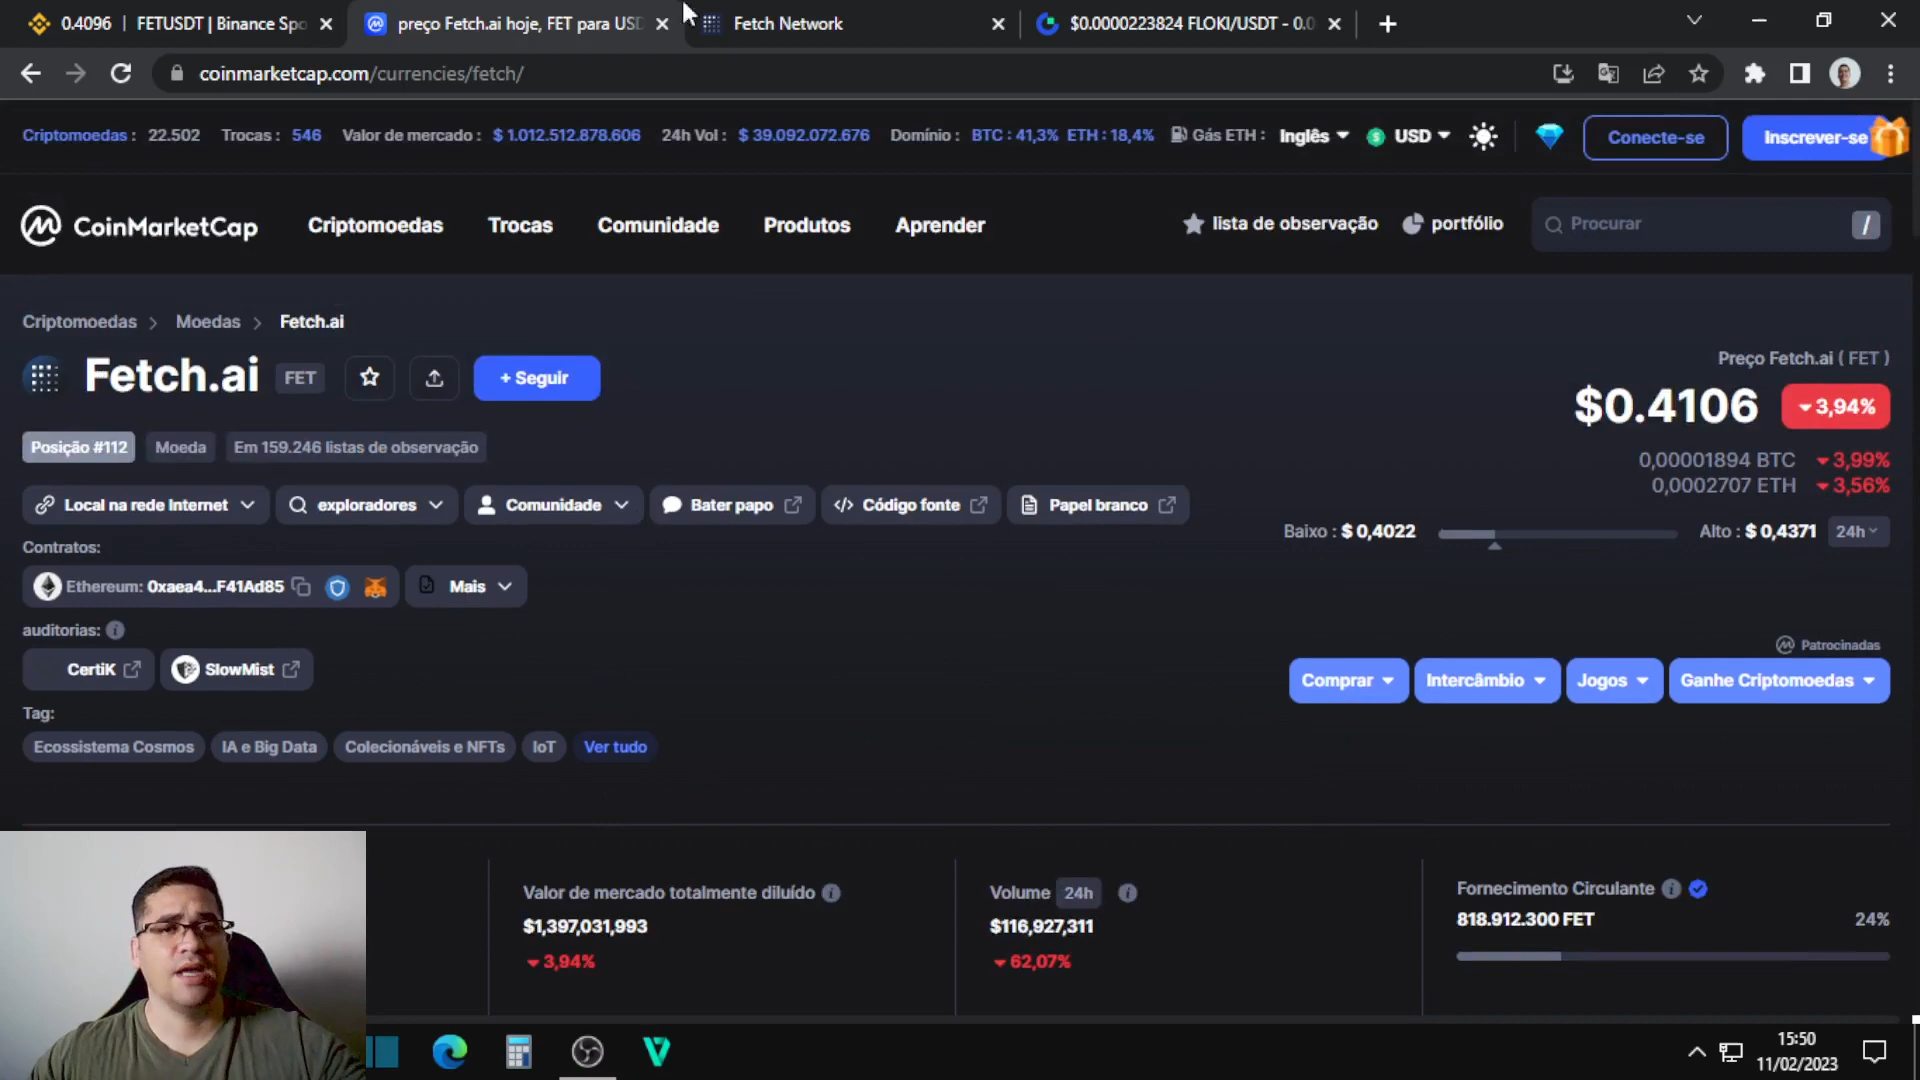 0.4096 | FETUSDT | Binance Spo
preço Fetch.ai hoje, FET para USD
Fetch Network
$0.0000223824 FLOKI/USDT - 0.0
coinmarketcap.com/currencies/fetch/
Criptomoedas : 22.502 Trocas : 546 Valor de mercado : $ 1.012.512.878.606 24h Vol : $ 39.092.072.676 Domínio : BTC : 41,3% ETH : 18,4% Gás ETH : Inglês USD Conecte-se Inscrever-se
CoinMarketCap Criptomoedas Trocas Comunidade Produtos Aprender lista de observação portfólio Procurar /
Criptomoedas > Moedas > Fetch.ai
Fetch.ai FET + Seguir
Preço Fetch.ai ( FET )
$0.4106 3,94%
Posição #112 Moeda Em 159.246 listas de observação
0,00001894 BTC 3,99%
0,0002707 ETH 3,56%
Local na rede Internet exploradores Comunidade Bater papo Código fonte Papel branco
Baixo : $ 0,4022 Alto : $ 0,4371 24h
Contratos:
Ethereum: 0xaea4...F41Ad85 Mais
auditorias:
Patrocinadas
CertiK SlowMist
Comprar Intercâmbio Jogos Ganhe Criptomoedas
Tag:
Ecossistema Cosmos IA e Big Data Colecionáveis e NFTs IoT Ver tudo
Valor de mercado totalmente diluído
$1,397,031,993
3,94%
Volume 24h
$116,927,311
62,07%
Fornecimento Circulante
818.912.300 FET 24%
15:50
11/02/2023